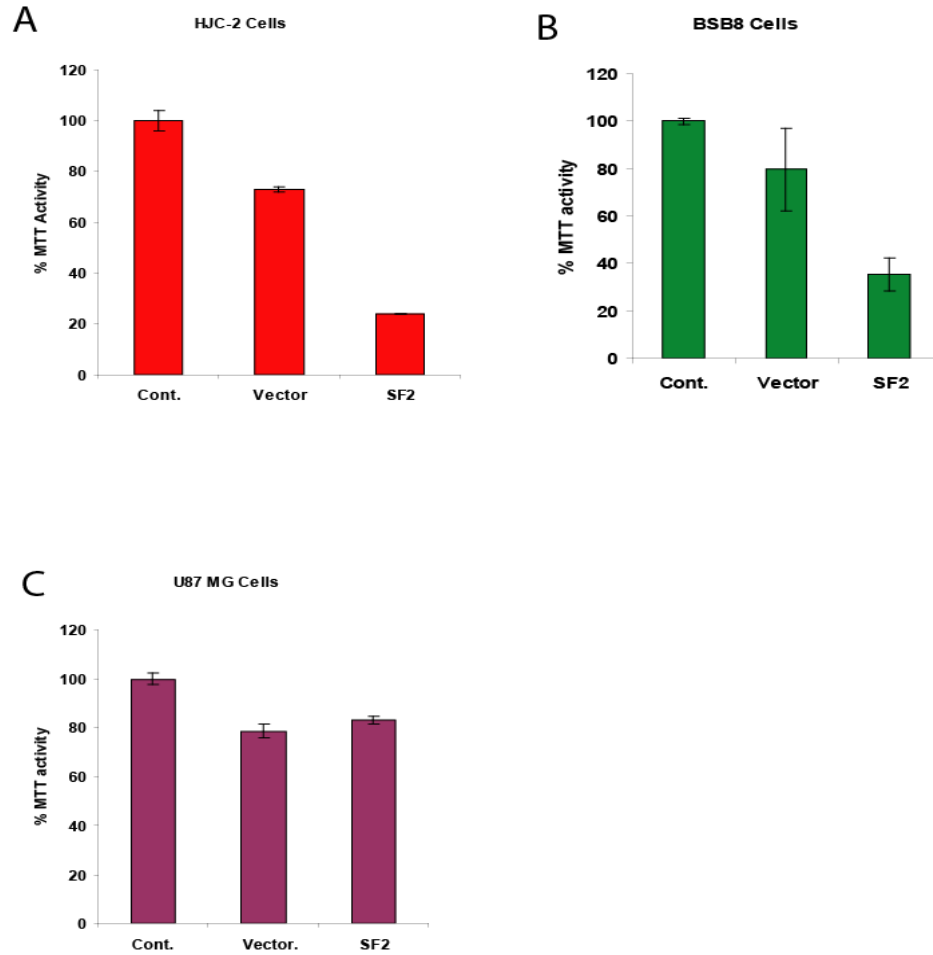 A
HJC-2 Cells
% MTT Activity
120
100
80
60
40
20
0
Cont. Vector SF2
B
BSB8 Cells
% MTT activity
120
100
80
60
40
20
0
Cont. Vector SF2
C
U87 MG Cells
% MTT activity
120
100
80
60
40
20
0
Cont. Vector. SF2